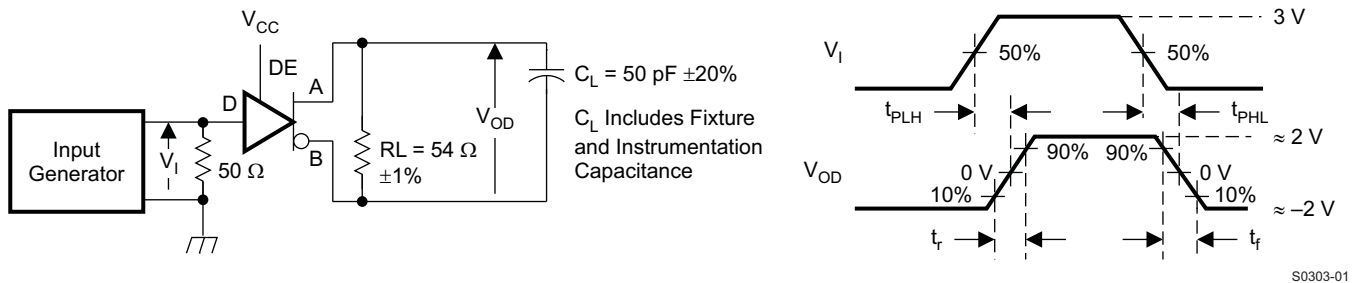 V_CC
DE
D
A
B
Input
Generator
V_I
50 Ω
RL = 54 Ω
±1%
V_OD
C_L = 50 pF ±20%
C_L Includes Fixture
and Instrumentation
Capacitance
3 V
V_I
50%
50%
t_PLH
t_PHL
≈ 2 V
90%
90%
V_OD
0 V
0 V
10%
10%
≈ –2 V
t_r
t_f
S0303-01